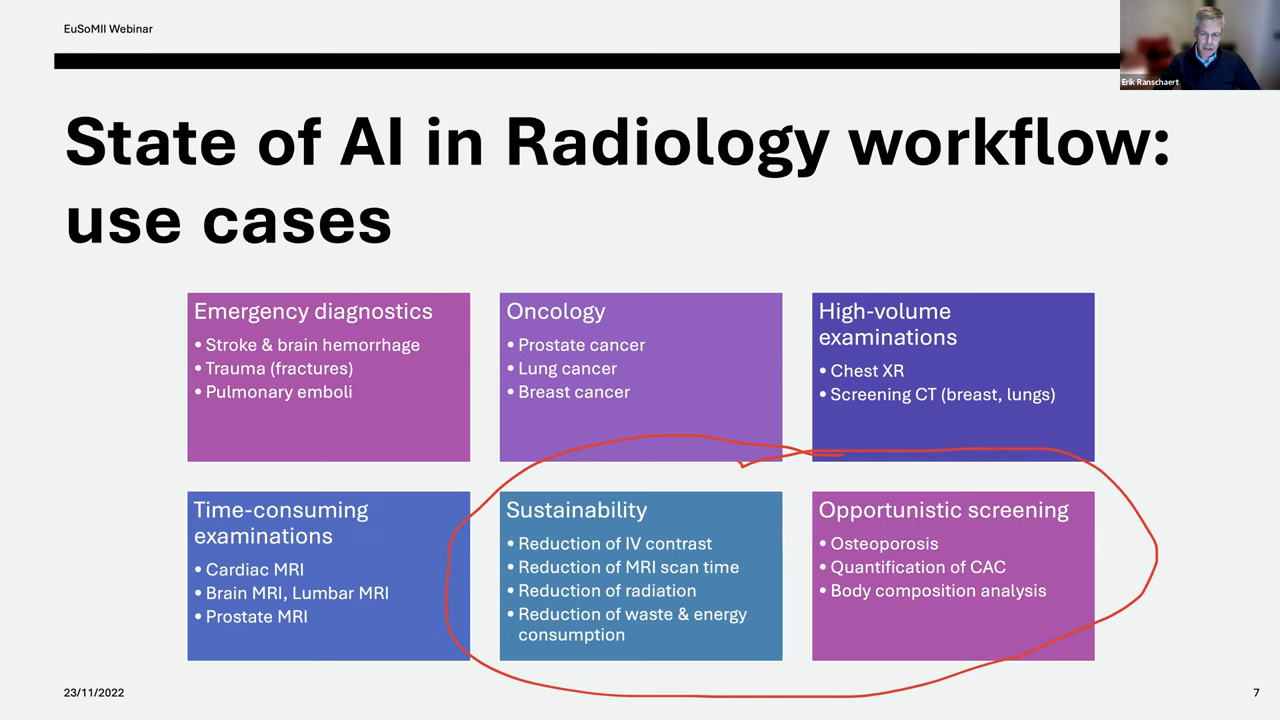 EuSoMII Webinar
Erik Ranschaert
State of AI in Radiology workflow:
use cases
Emergency diagnostics
• Stroke & brain hemorrhage
• Trauma (fractures)
• Pulmonary emboli
Oncology
• Prostate cancer
• Lung cancer
• Breast cancer
High-volume
examinations
• Chest XR
• Screening CT (breast, lungs)
Time-consuming
examinations
• Cardiac MRI
• Brain MRI, Lumbar MRI
• Prostate MRI
Sustainability
• Reduction of IV contrast
• Reduction of MRI scan time
• Reduction of radiation
• Reduction of waste & energy
consumption
Opportunistic screening
• Osteoporosis
• Quantification of CAC
• Body composition analysis
23/11/2022
7